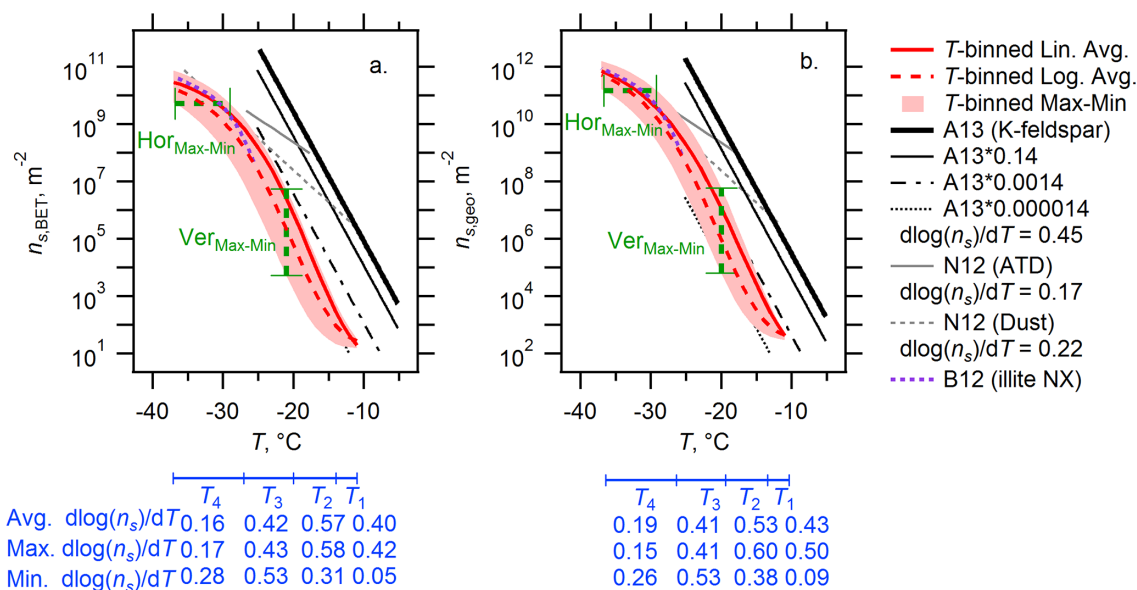 a.
10^11
10^9
10^7
10^5
10^3
10^1
n_s,BET, m^-2
Hor_Max-Min
Ver_Max-Min
-40 -30 -20 -10
T, °C
b.
10^12
10^10
10^8
10^6
10^4
10^2
n_s,geo, m^-2
Hor_Max-Min
Ver_Max-Min
-40 -30 -20 -10
T, °C
T-binned Lin. Avg.
T-binned Log. Avg.
T-binned Max-Min
A13 (K-feldspar)
A13*0.14
A13*0.0014
A13*0.000014
dlog(n_s)/dT = 0.45
N12 (ATD)
dlog(n_s)/dT = 0.17
N12 (Dust)
dlog(n_s)/dT = 0.22
B12 (illite NX)
T_4 T_3 T_2 T_1 T_4 T_3 T_2 T_1
Avg. dlog(n_s)/dT 0.16 0.42 0.57 0.40 0.19 0.41 0.53 0.43
Max. dlog(n_s)/dT 0.17 0.43 0.58 0.42 0.15 0.41 0.60 0.50
Min. dlog(n_s)/dT 0.28 0.53 0.31 0.05 0.26 0.53 0.38 0.09